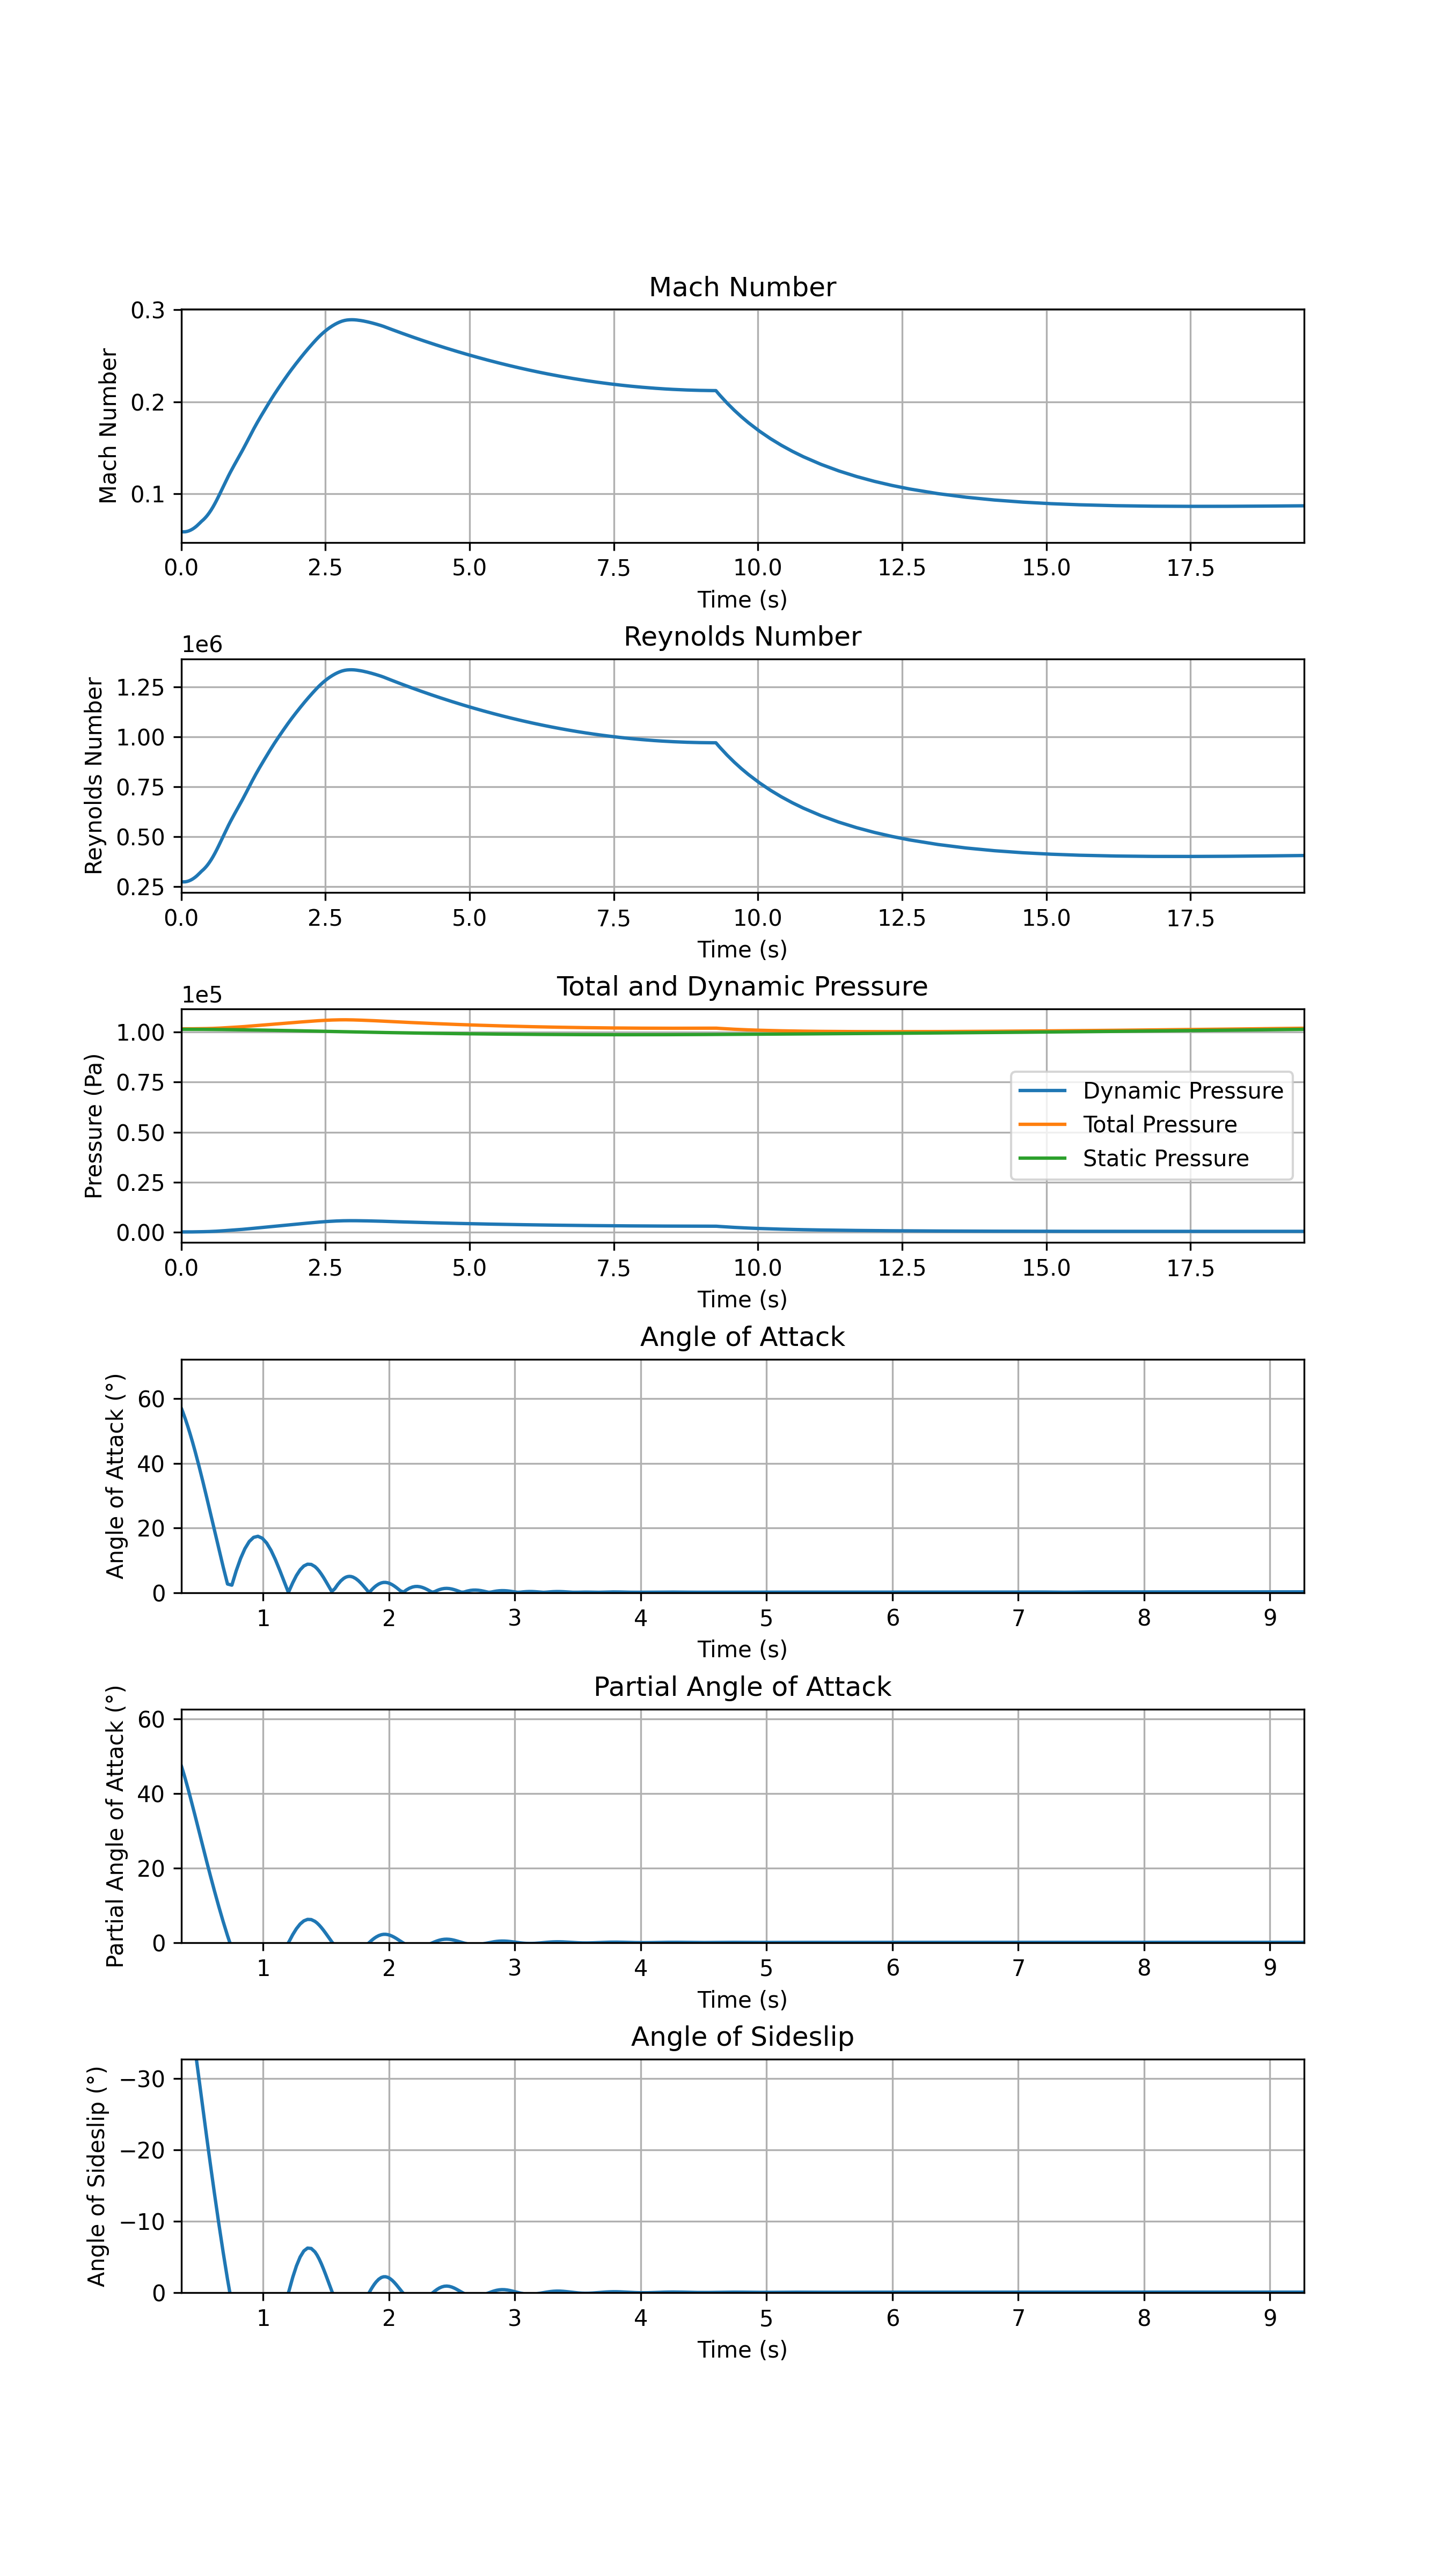 Mach Number
Mach Number
0.3
0.2
0.1
0.0 2.5 5.0 7.5 10.0 12.5 15.0 17.5
Time (s)
Reynolds Number
1e6
Reynolds Number
1.25
1.00
0.75
0.50
0.25
0.0 2.5 5.0 7.5 10.0 12.5 15.0 17.5
Time (s)
Total and Dynamic Pressure
1e5
Pressure (Pa)
1.00
0.75
0.50
0.25
0.00
Dynamic Pressure
Total Pressure
Static Pressure
0.0 2.5 5.0 7.5 10.0 12.5 15.0 17.5
Time (s)
Angle of Attack
Angle of Attack (°)
60
40
20
0
1 2 3 4 5 6 7 8 9
Time (s)
Partial Angle of Attack
Partial Angle of Attack (°)
60
40
20
0
1 2 3 4 5 6 7 8 9
Time (s)
Angle of Sideslip
Angle of Sideslip (°)
−30
−20
−10
0
1 2 3 4 5 6 7 8 9
Time (s)